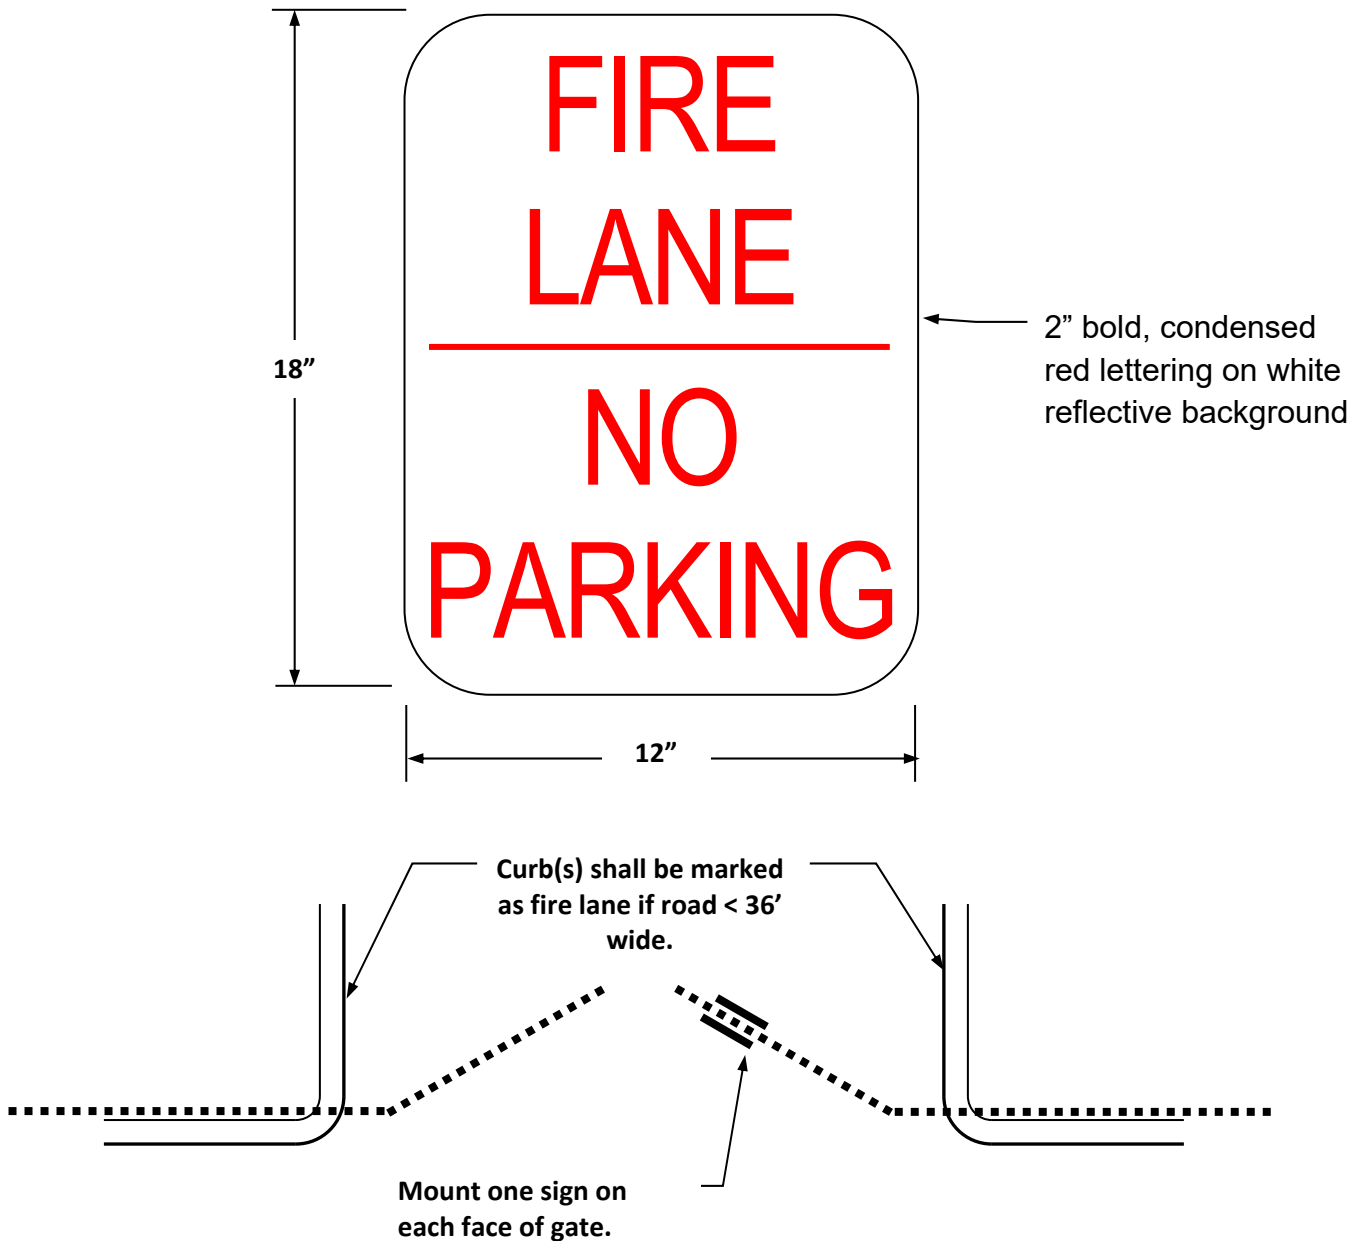 FIRE
LANE
NO
PARKING
18”
2” bold, condensed
red lettering on white
reflective background
12”
Curb(s) shall be marked
as fire lane if road < 36’
wide.
Mount one sign on
each face of gate.